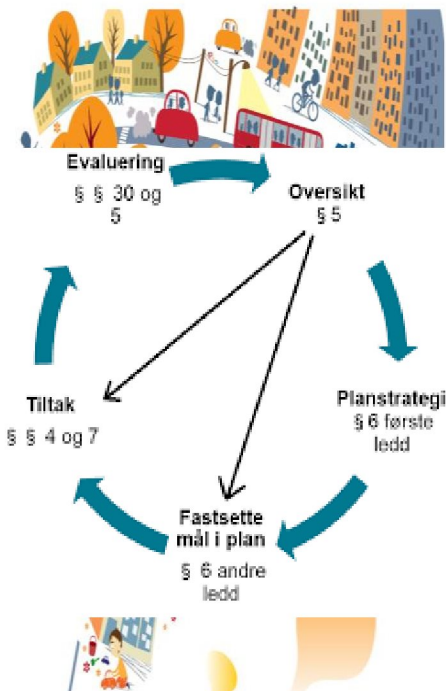 Evaluering
§ § 30 og
5
Oversikt
§ 5
Planstrategi
§ 6 første
ledd
Fastsette
mål i plan
§ 6 andre
ledd
Tiltak
§ § 4 og 7